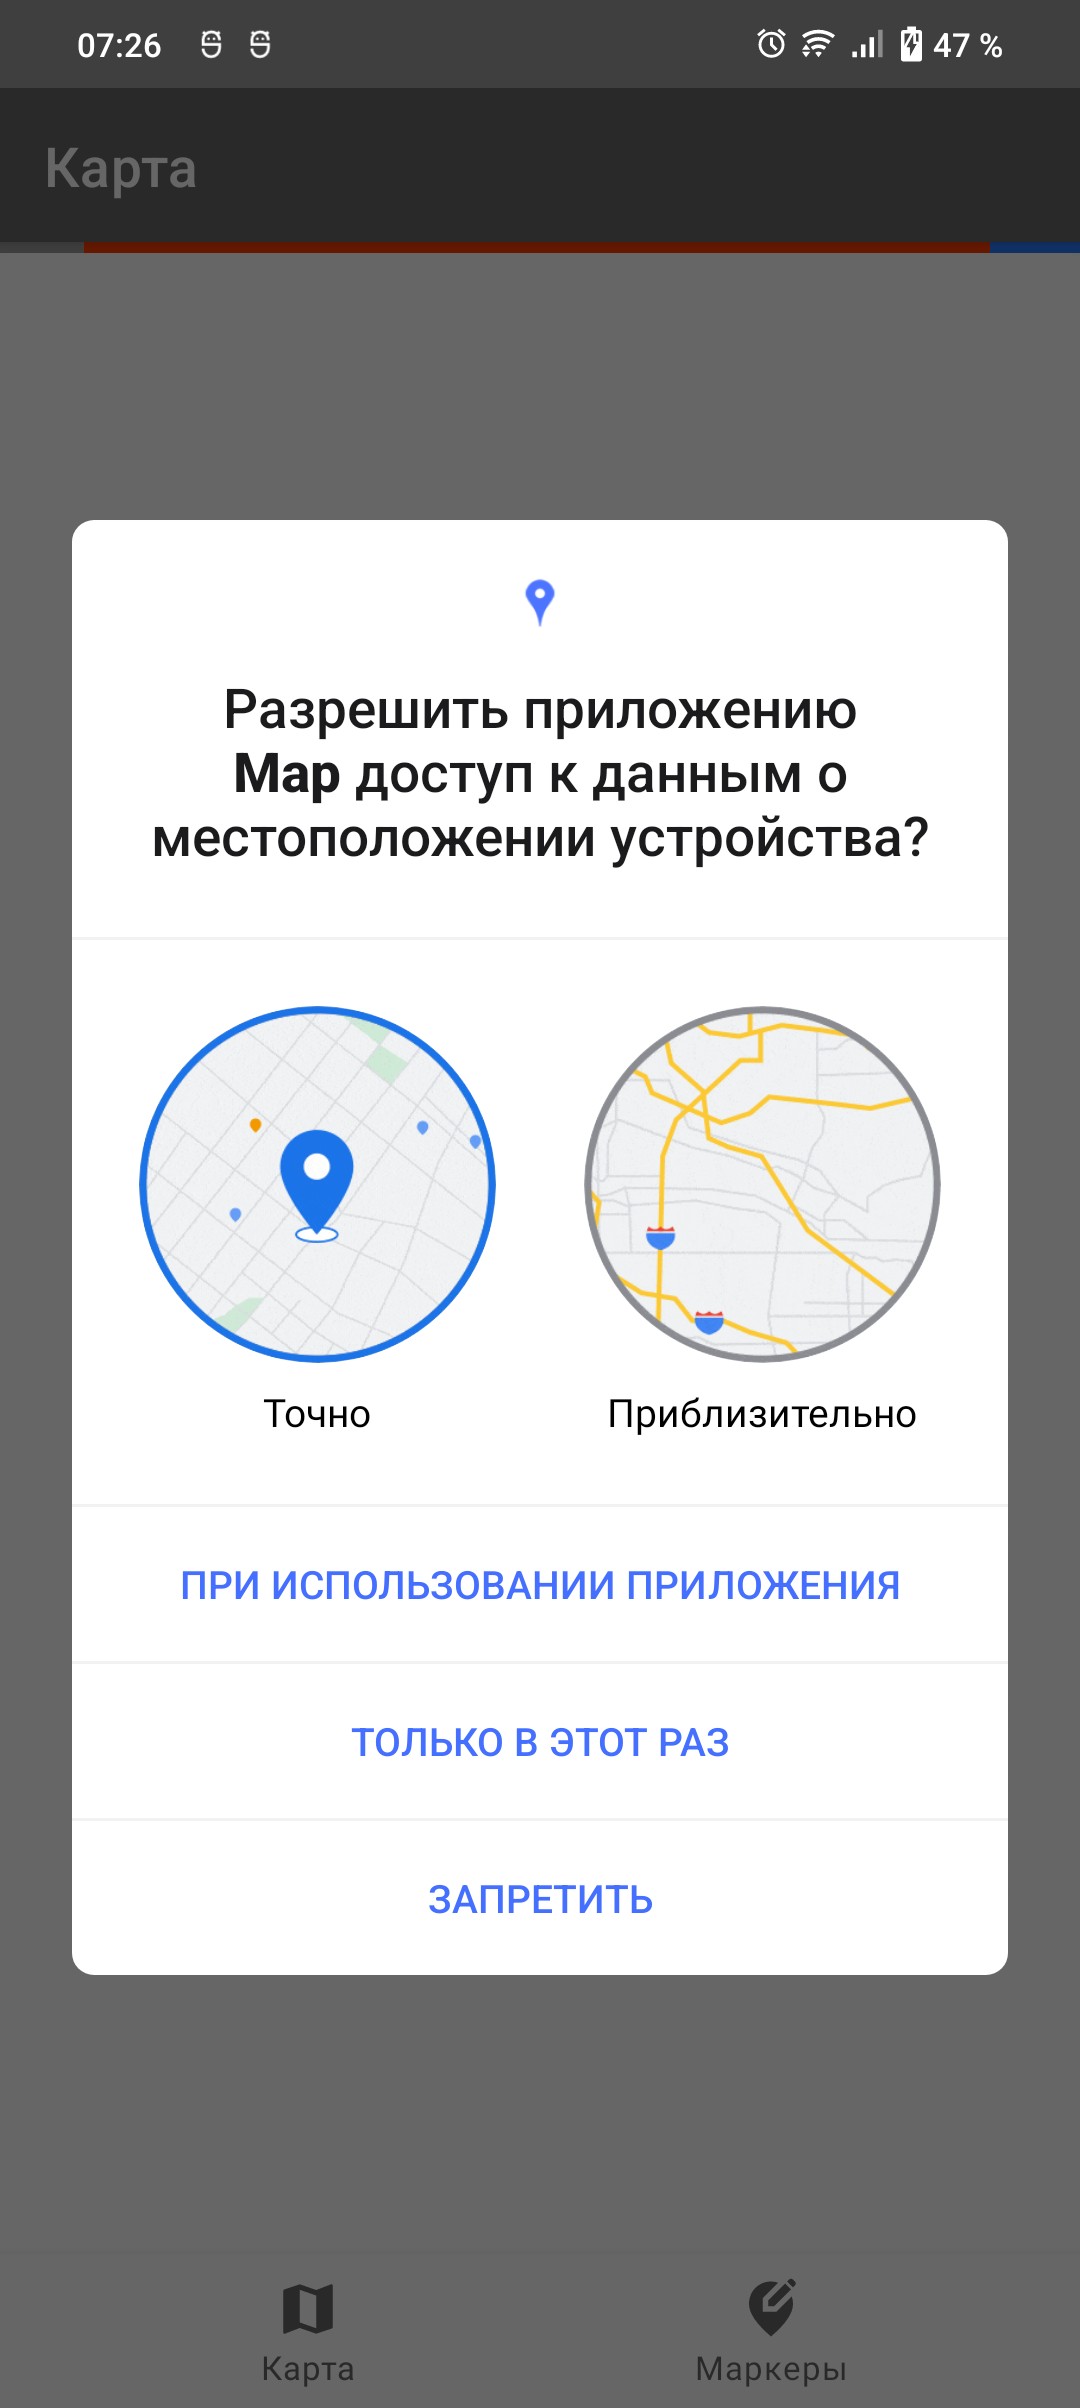 07:26
47 %
Карта
Разрешить приложению
Map доступ к данным о
местоположении устройства?
Точно
Приблизительно
ПРИ ИСПОЛЬЗОВАНИИ ПРИЛОЖЕНИЯ
ТОЛЬКО В ЭТОТ РАЗ
ЗАПРЕТИТЬ
Карта
Маркеры